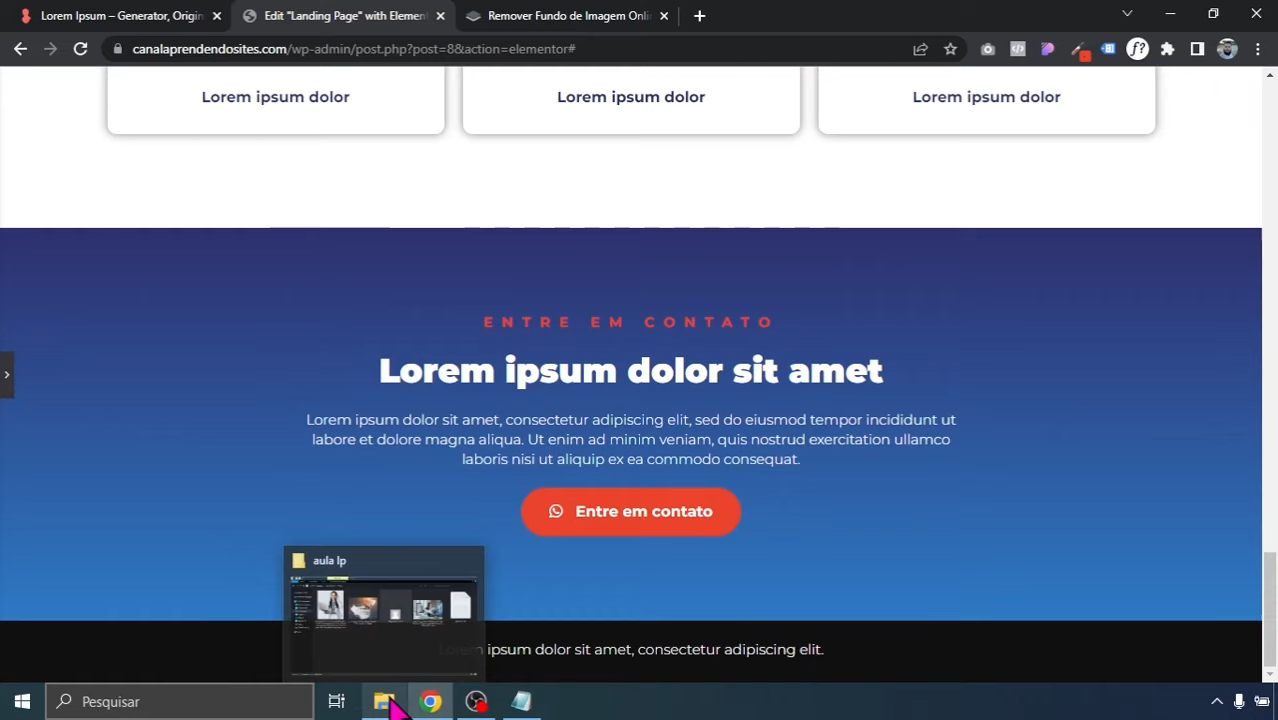 Lorem Ipsum – Generator, Origin
Edit "Landing Page" with Element
Remover Fundo de Imagem Onlin
canalaprendendosites.com/wp-admin/post.php?post=8&action=elementor#
Lorem ipsum dolor
Lorem ipsum dolor
Lorem ipsum dolor
ENTRE EM CONTATO
Lorem ipsum dolor sit amet
Lorem ipsum dolor sit amet, consectetur adipiscing elit, sed do eiusmod tempor incididunt ut
labore et dolore magna aliqua. Ut enim ad minim veniam, quis nostrud exercitation ullamco
laboris nisi ut aliquip ex ea commodo consequat.
Entre em contato
aula lp
Lorem ipsum dolor sit amet, consectetur adipiscing elit.
Pesquisar